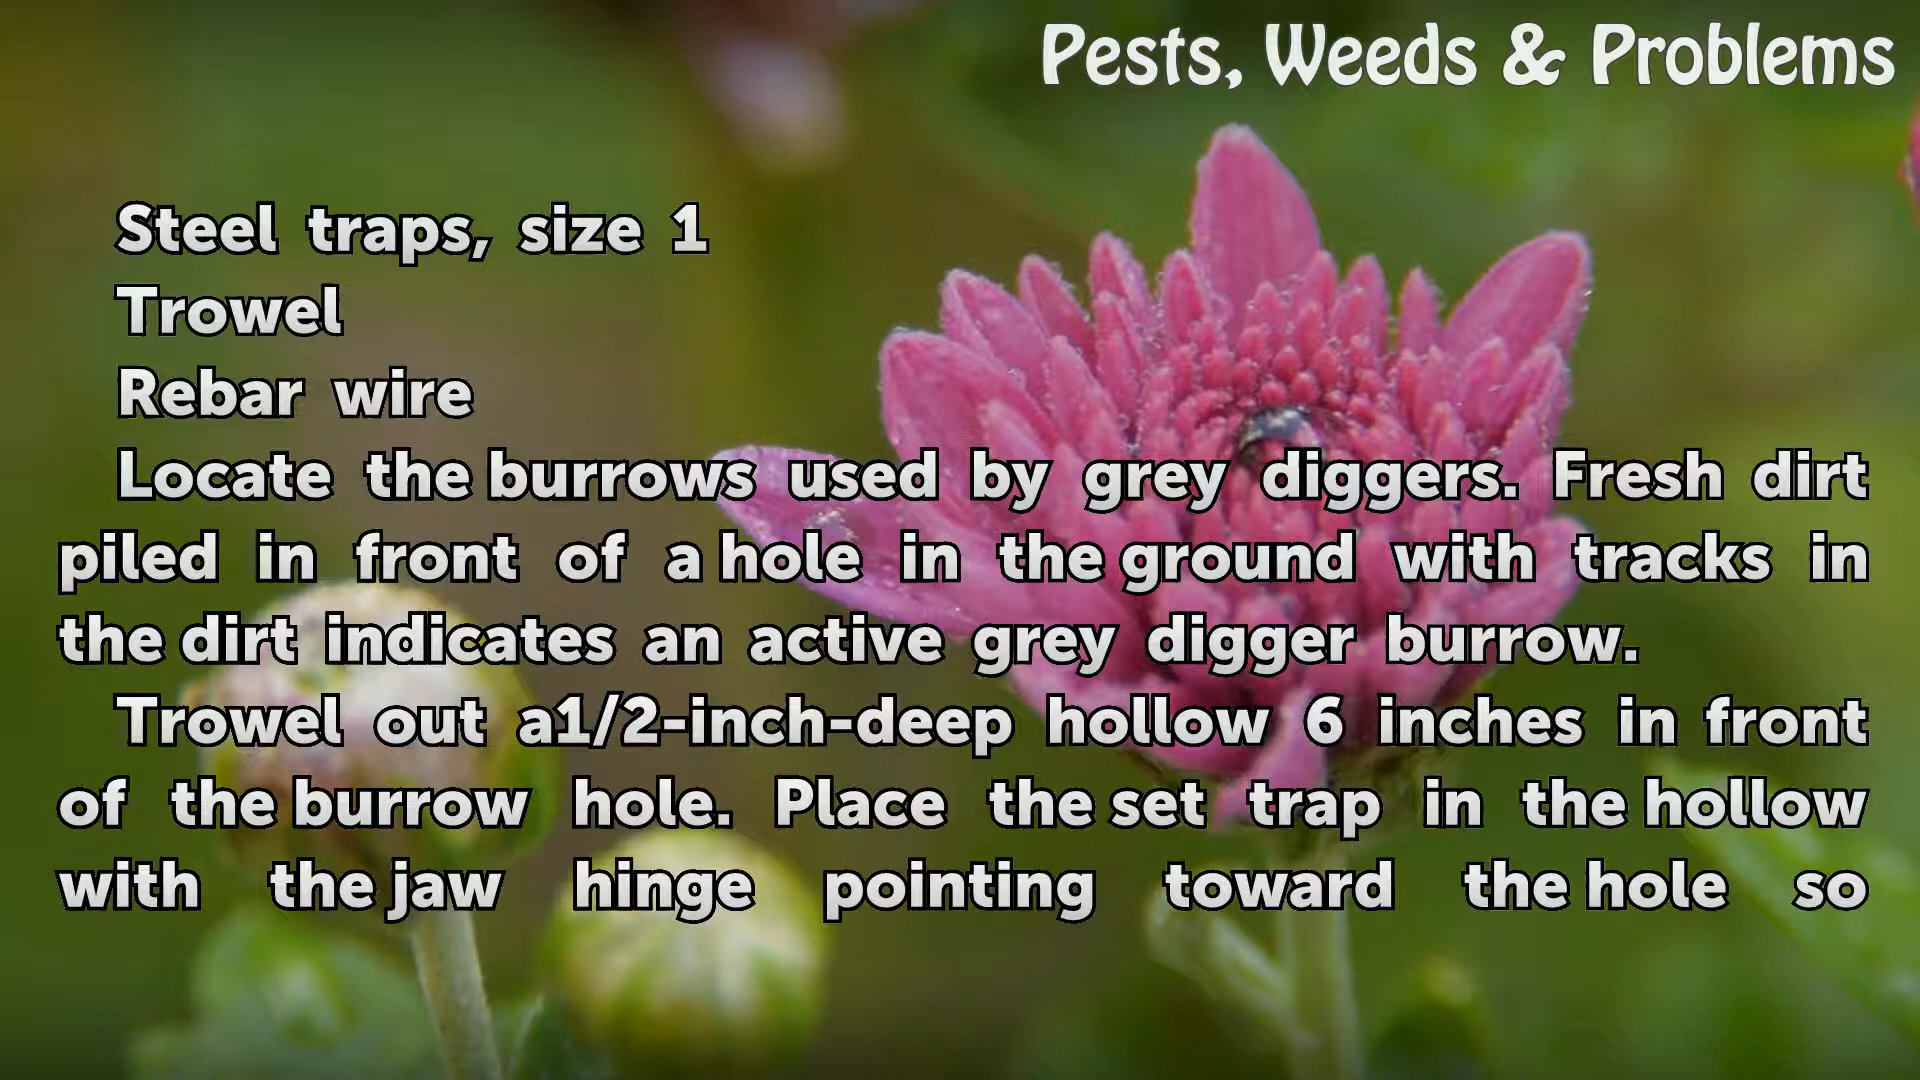 Pests, Weeds & Problems
Steel traps, size 1
Trowel
Rebar wire
Locate the burrows used by grey diggers. Fresh dirt
piled in front of a hole in the ground with tracks in
the dirt indicates an active grey digger burrow.
Trowel out a1/2-inch-deep hollow 6 inches in front
of the burrow hole. Place the set trap in the hollow
with the jaw hinge pointing toward the hole so